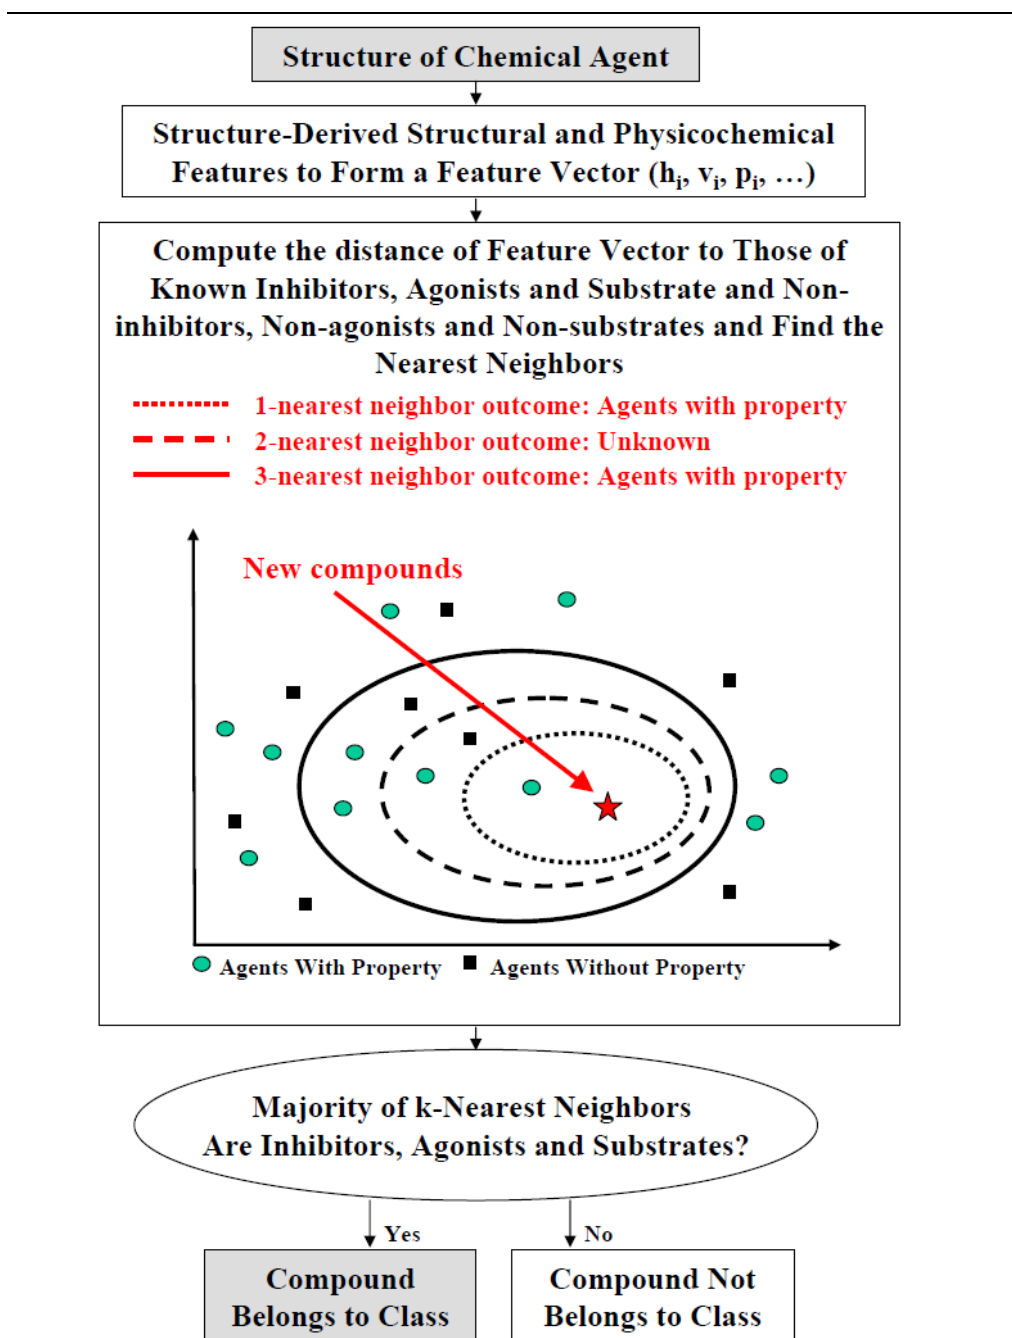 Structure of Chemical Agent
Structure-Derived Structural and Physicochemical
Features to Form a Feature Vector (hi, vi, pi, …)
Compute the distance of Feature Vector to Those of
Known Inhibitors, Agonists and Substrate and Non-
inhibitors, Non-agonists and Non-substrates and Find the
Nearest Neighbors
1-nearest neighbor outcome: Agents with property
2-nearest neighbor outcome: Unknown
3-nearest neighbor outcome: Agents with property
New compounds
Agents With Property
Agents Without Property
Majority of k-Nearest Neighbors
Are Inhibitors, Agonists and Substrates?
Yes
No
Compound
Belongs to Class
Compound Not
Belongs to Class